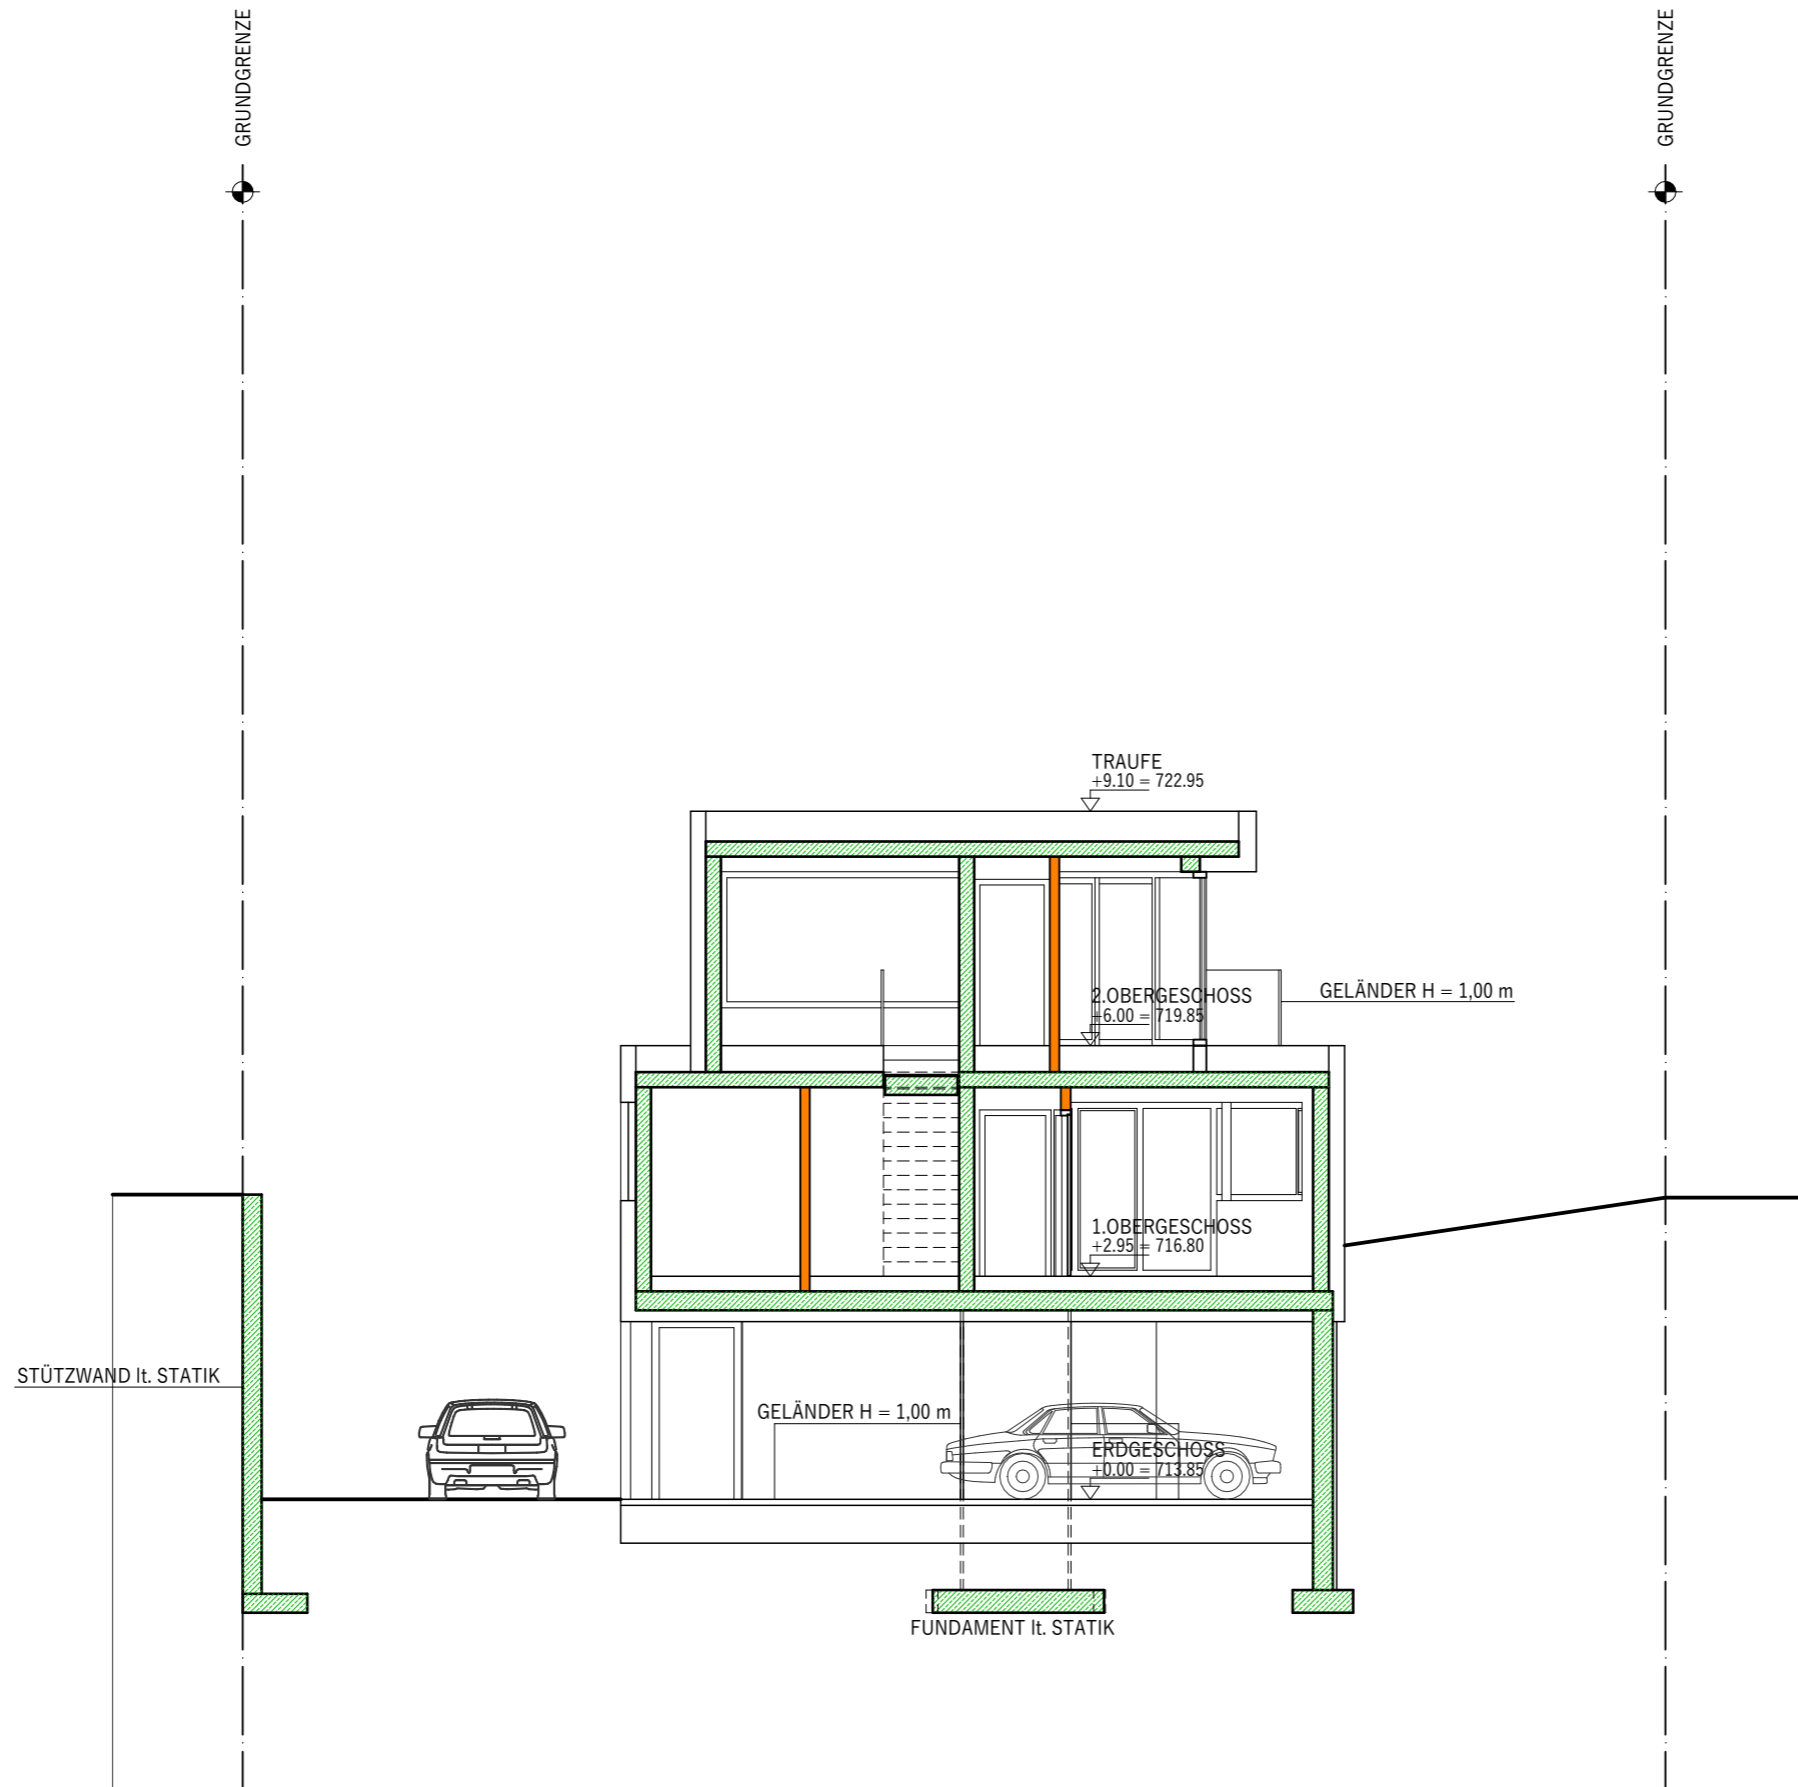 GRUNDGRENZE
GRUNDGRENZE
TRAUFE
+9.10 = 722.95
2.OBERGESCHOSS
+6.00 = 719.85
GELÄNDER H = 1,00 m
1.OBERGESCHOSS
+2.95 = 716.80
STÜTZWAND lt. STATIK
GELÄNDER H = 1,00 m
ERDGESCHOSS
+0.00 = 713.85
FUNDAMENT lt. STATIK